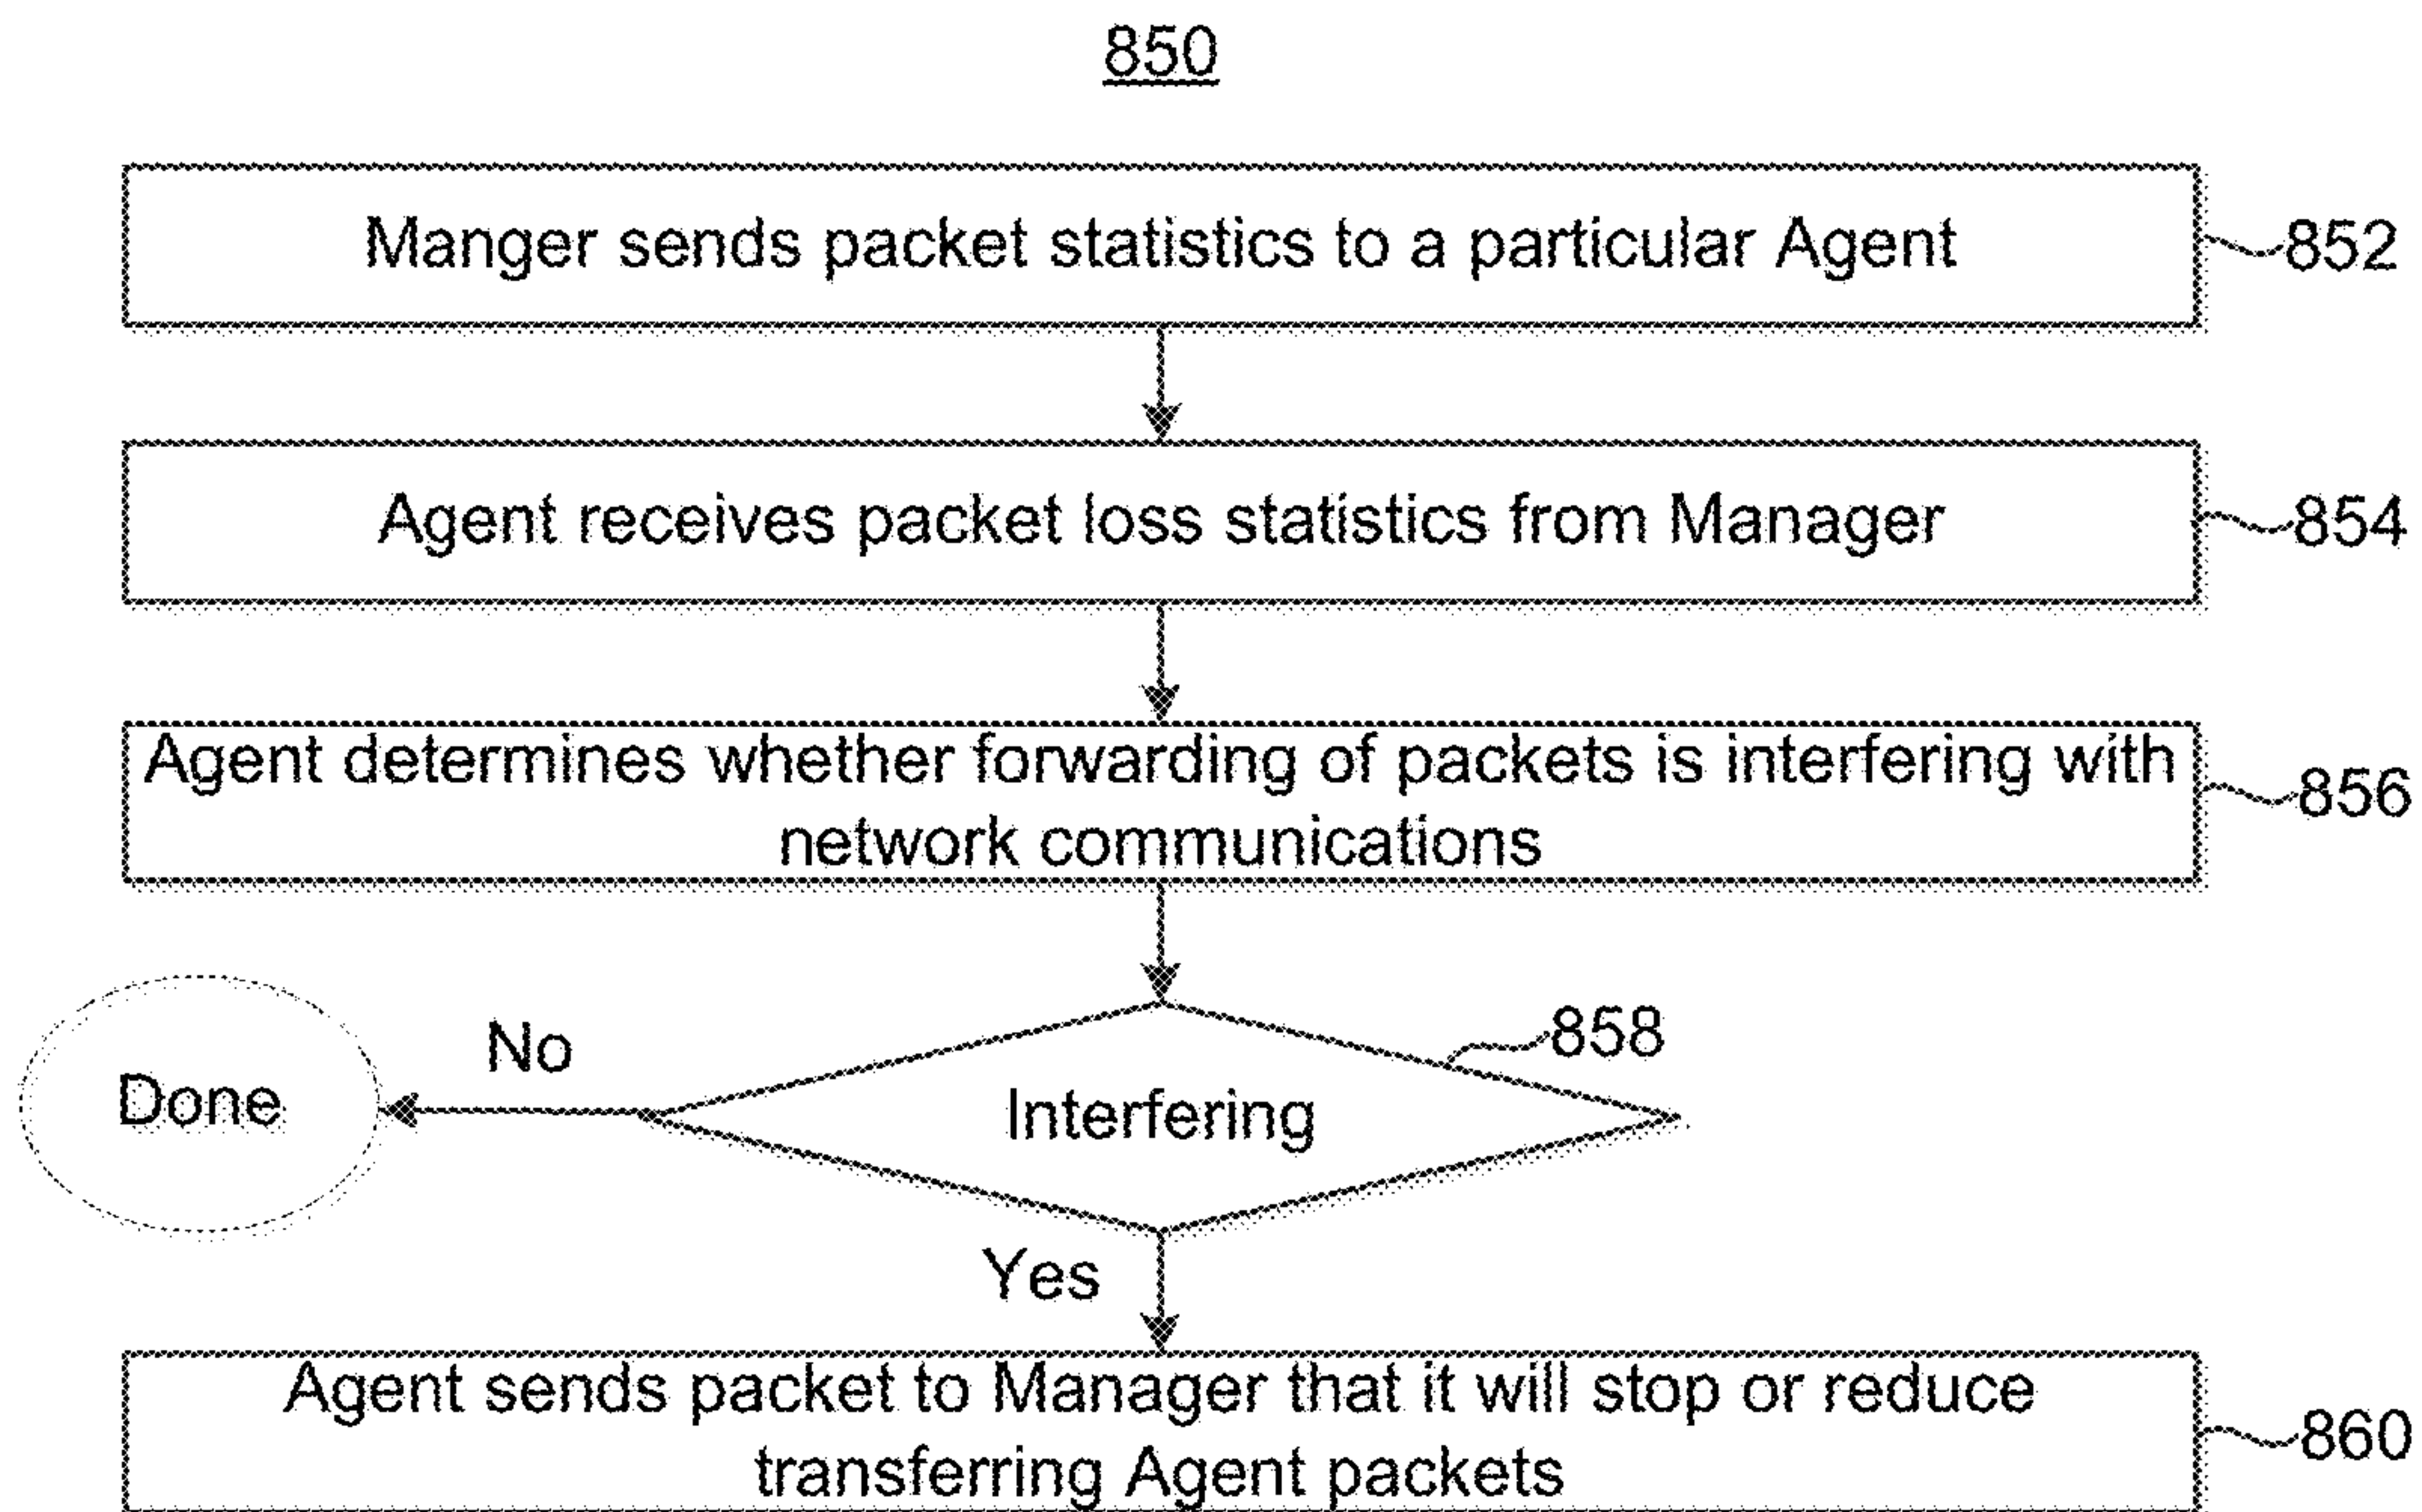 850
Manger sends packet statistics to a particular Agent
852
Agent receives packet loss statistics from Manager
854
Agent determines whether forwarding of packets is interfering with
network communications
856
858
No
Done
Interfering
Yes
Agent sends packet to Manager that it will stop or reduce
transferring Agent packets
860